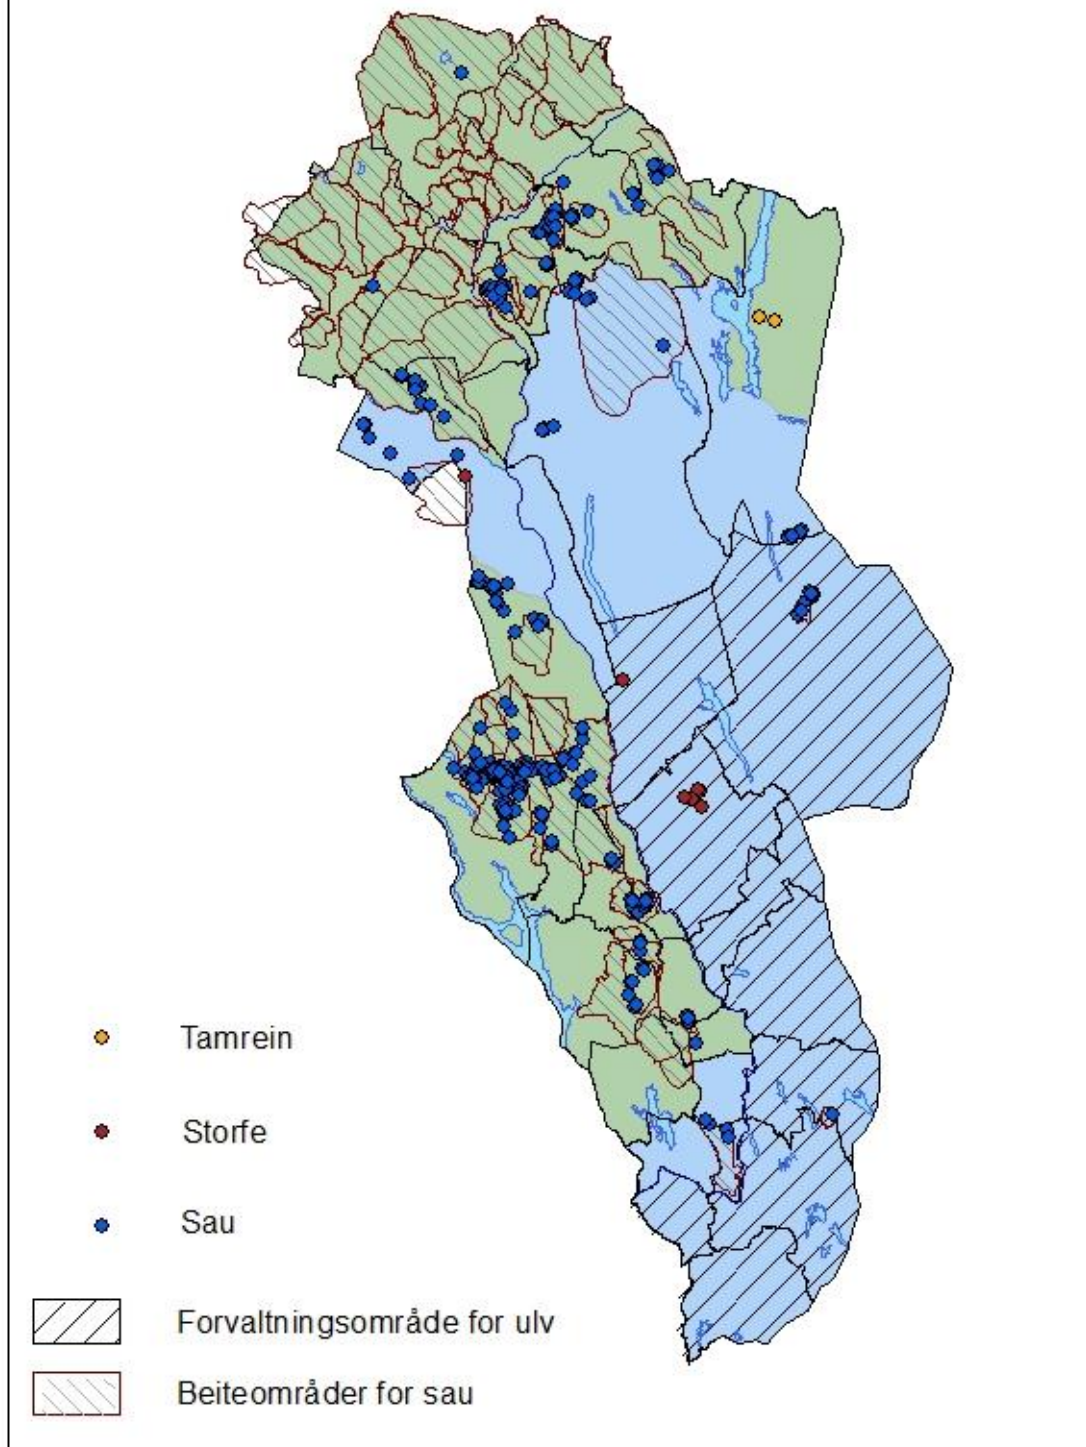 Tamrein
Storfe
Sau
Forvaltningsområde for ulv
Beiteområder for sau